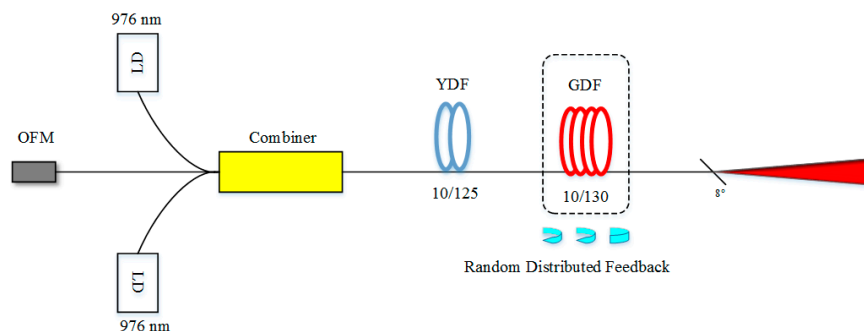 976 nm
LD
OFM
Combiner
YDF
GDF
10/125
10/130
8°
Random Distributed Feedback
LD
976 nm